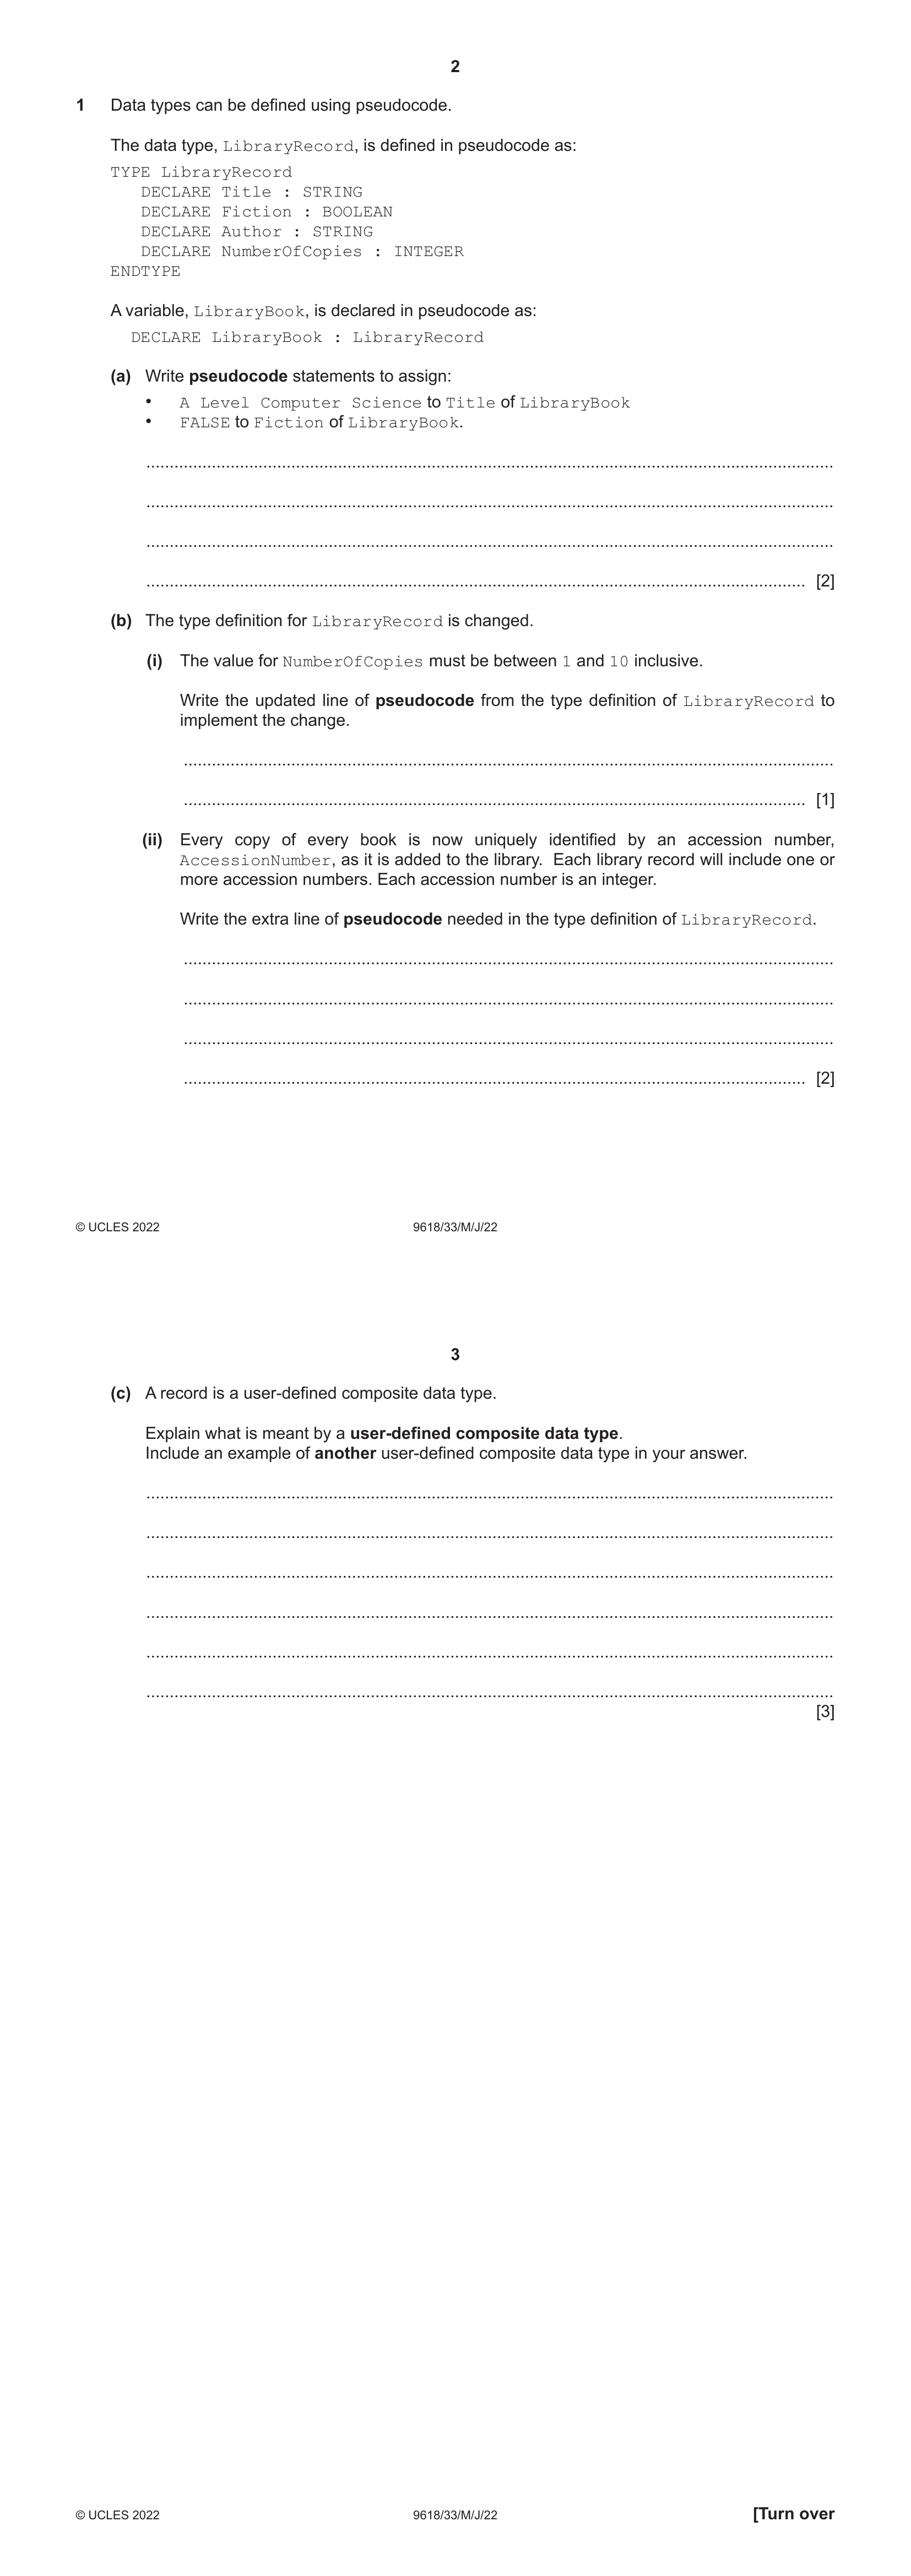 2
1 Data types can be defined using pseudocode.
The data type, LibraryRecord, is defined in pseudocode as:
TYPE LibraryRecord
DECLARE Title : STRING
DECLARE Fiction : BOOLEAN
DECLARE Author : STRING
DECLARE NumberOfCopies : INTEGER
ENDTYPE
A variable, LibraryBook, is declared in pseudocode as:
DECLARE LibraryBook : LibraryRecord
(a) Write pseudocode statements to assign:
• A Level Computer Science to Title of LibraryBook
• FALSE to Fiction of LibraryBook.
[2]
(b) The type definition for LibraryRecord is changed.
(i) The value for NumberOfCopies must be between 1 and 10 inclusive.
Write the updated line of pseudocode from the type definition of LibraryRecord to
implement the change.
[1]
(ii) Every copy of every book is now uniquely identified by an accession number,
AccessionNumber, as it is added to the library. Each library record will include one or
more accession numbers. Each accession number is an integer.
Write the extra line of pseudocode needed in the type definition of LibraryRecord.
[2]
© UCLES 2022 9618/33/M/J/22
3
(c) A record is a user-defined composite data type.
Explain what is meant by a user-defined composite data type.
Include an example of another user-defined composite data type in your answer.
[3]
© UCLES 2022 9618/33/M/J/22 [Turn over